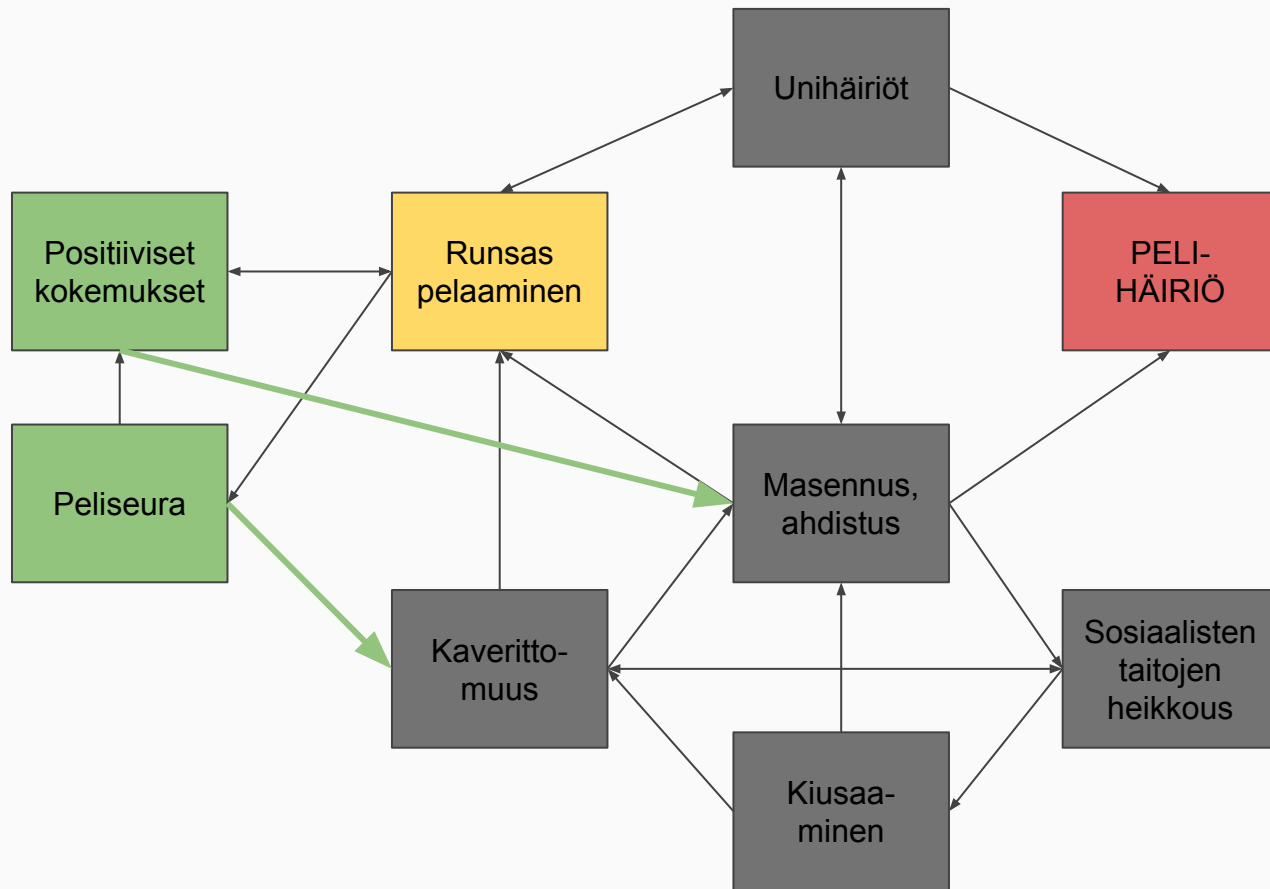 Unihäiriöt
Positiiviset
kokemukset
Runsas
pelaaminen
PELI-
HÄIRIÖ
Peliseura
Masennus,
ahdistus
Kaveritto-
muus
Sosiaalisten
taitojen
heikkous
Kiusaa-
minen